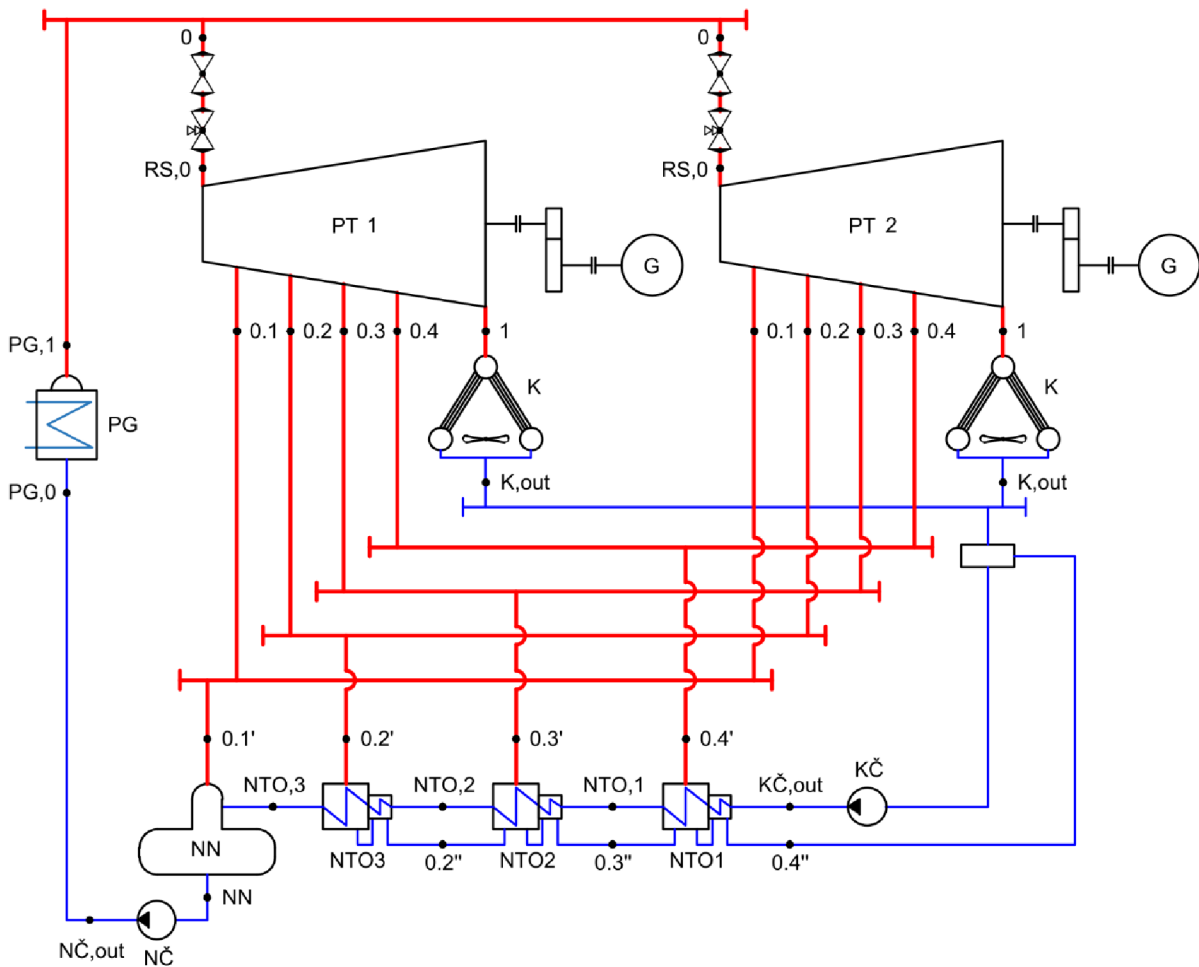 0
0
RS,0
RS,0
PT 1
G
PT 2
G
0.1
0.2
0.3
0.4
1
0.1
0.2
0.3
0.4
1
PG,1
K
K
PG
PG,0
K,out
K,out
0.1'
0.2'
0.3'
0.4'
NTO,3
NTO,2
NTO,1
KČ,out
KČ
NN
NTO3
0.2''
NTO2
0.3''
NTO1
0.4''
NN
NČ,out
NČ